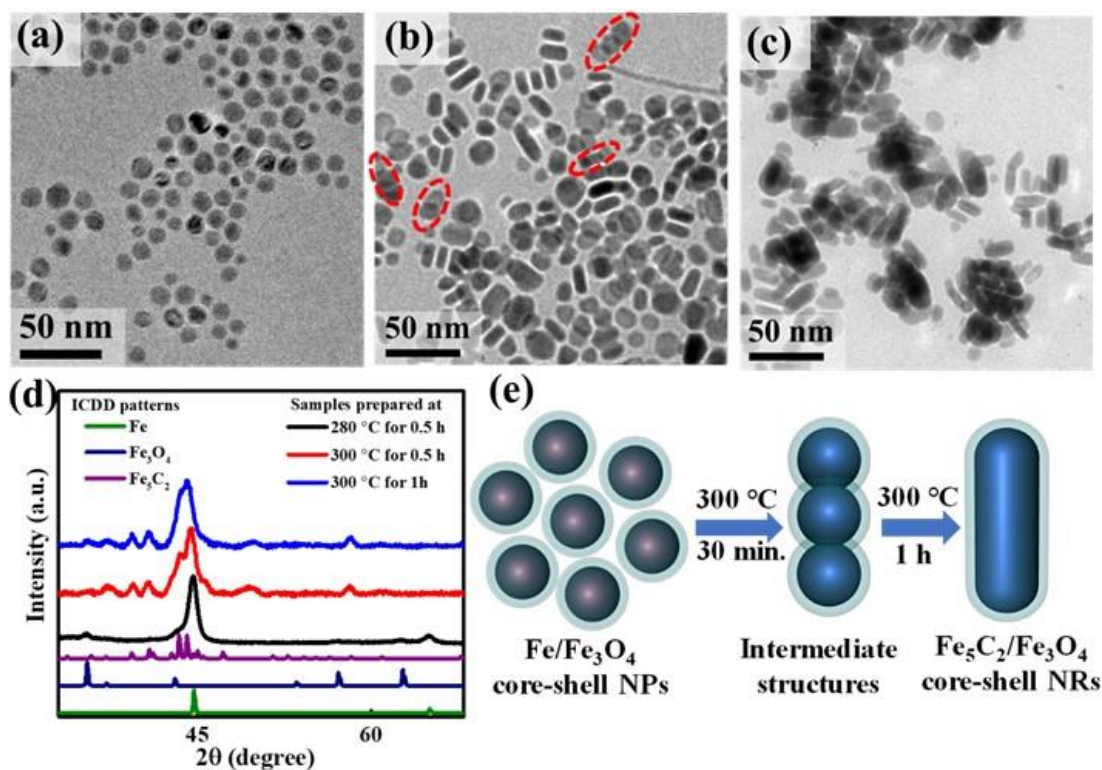 (a)
50 nm
(b)
50 nm
(c)
50 nm
(d)
ICDD patterns
Fe
Fe₃O₄
Fe₅C₂
Samples prepared at
280 °C for 0.5 h
300 °C for 0.5 h
300 °C for 1h
Intensity (a.u.)
45
60
2θ (degree)
(e)
300 °C
30 min.
300 °C
1 h
Fe/Fe₃O₄
core-shell NPs
Intermediate
structures
Fe₅C₂/Fe₃O₄
core-shell NRs